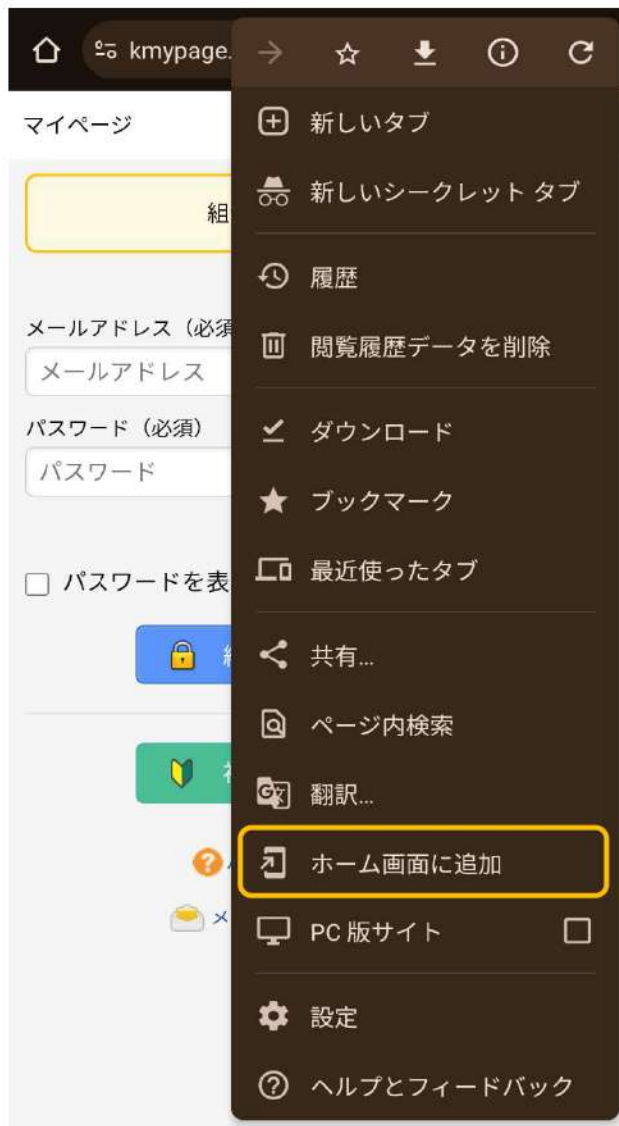 kmypage.
マイページ
組
メールアドレス（必須
メールアドレス
パスワード（必須）
パスワード
パスワードを表
新しいタブ
新しいシークレット タブ
履歴
閲覧履歴データを削除
ダウンロード
ブックマーク
最近使ったタブ
共有...
ページ内検索
翻訳...
ホーム画面に追加
PC 版サイト
設定
ヘルプとフィードバック